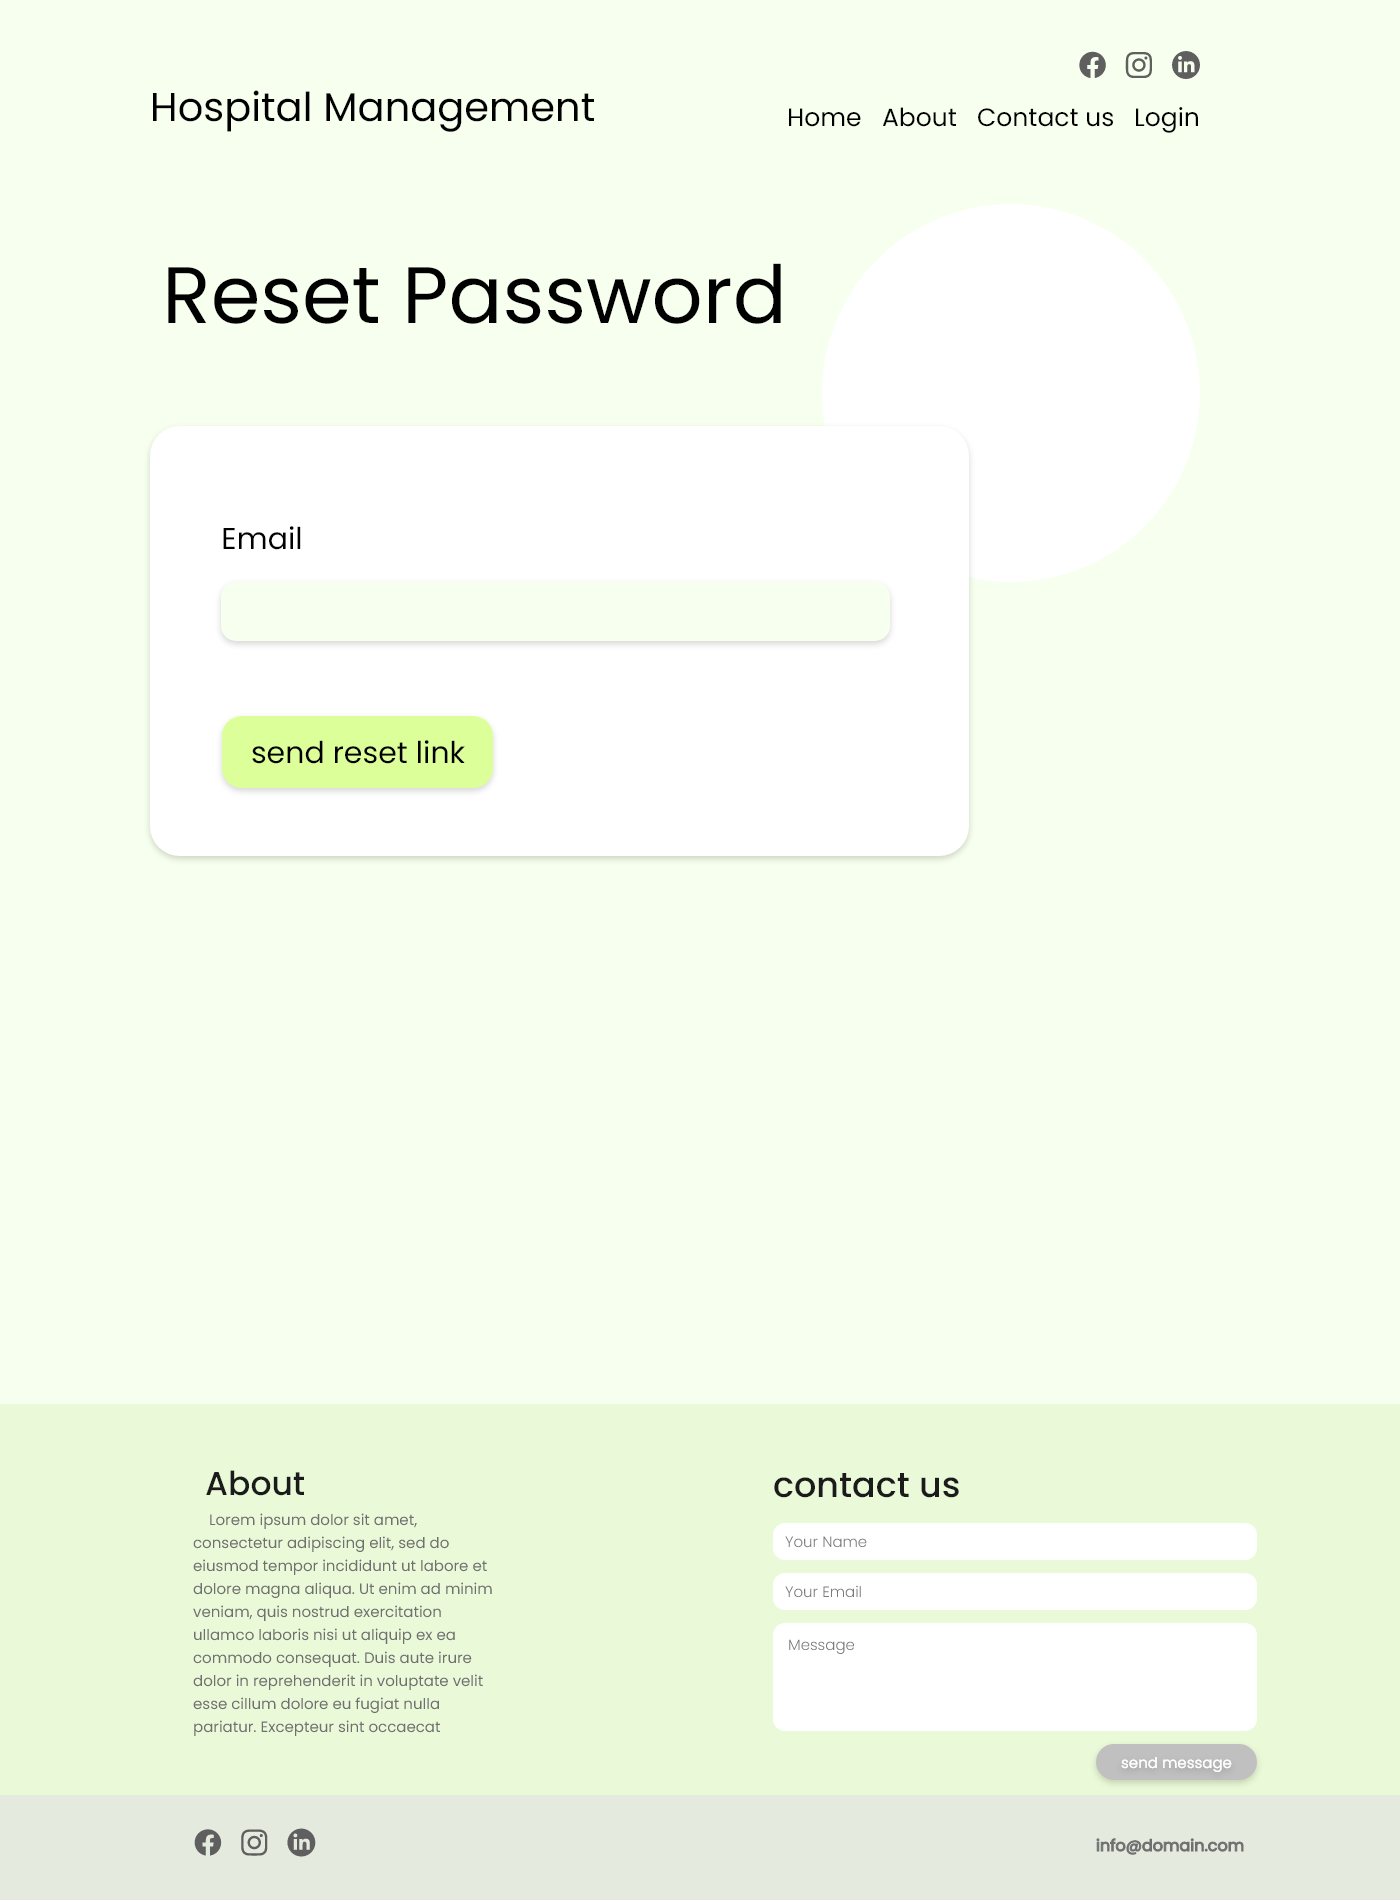 Hospital Management
Home About Contact us Login
Reset Password
Email
send reset link
About
Lorem ipsum dolor sit amet,
consectetur adipiscing elit, sed do
eiusmod tempor incididunt ut labore et
dolore magna aliqua. Ut enim ad minim
veniam, quis nostrud exercitation
ullamco laboris nisi ut aliquip ex ea
commodo consequat. Duis aute irure
dolor in reprehenderit in voluptate velit
esse cillum dolore eu fugiat nulla
pariatur. Excepteur sint occaecat
contact us
Your Name
Your Email
Message
send message
info@domain.com